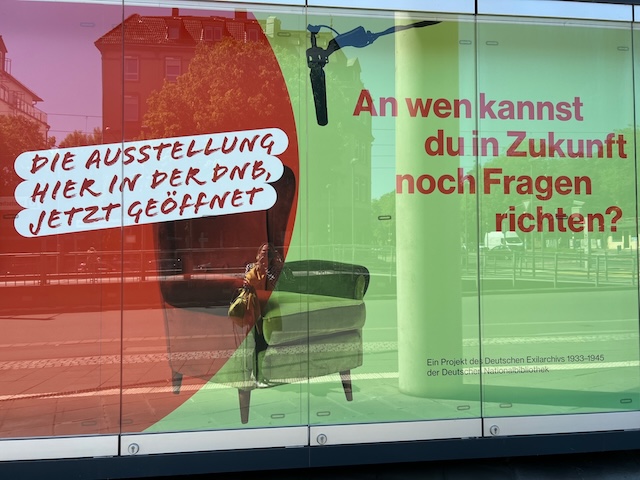 DIE AUSSTELLUNG
HIER IN DER DNB,
JETZT GEÖFFNET
An wen kannst
du in Zukunft
noch Fragen
richten?
Ein Projekt des Deutschen Exilarchivs 1933–1945
der Deutschen Nationalbibliothek